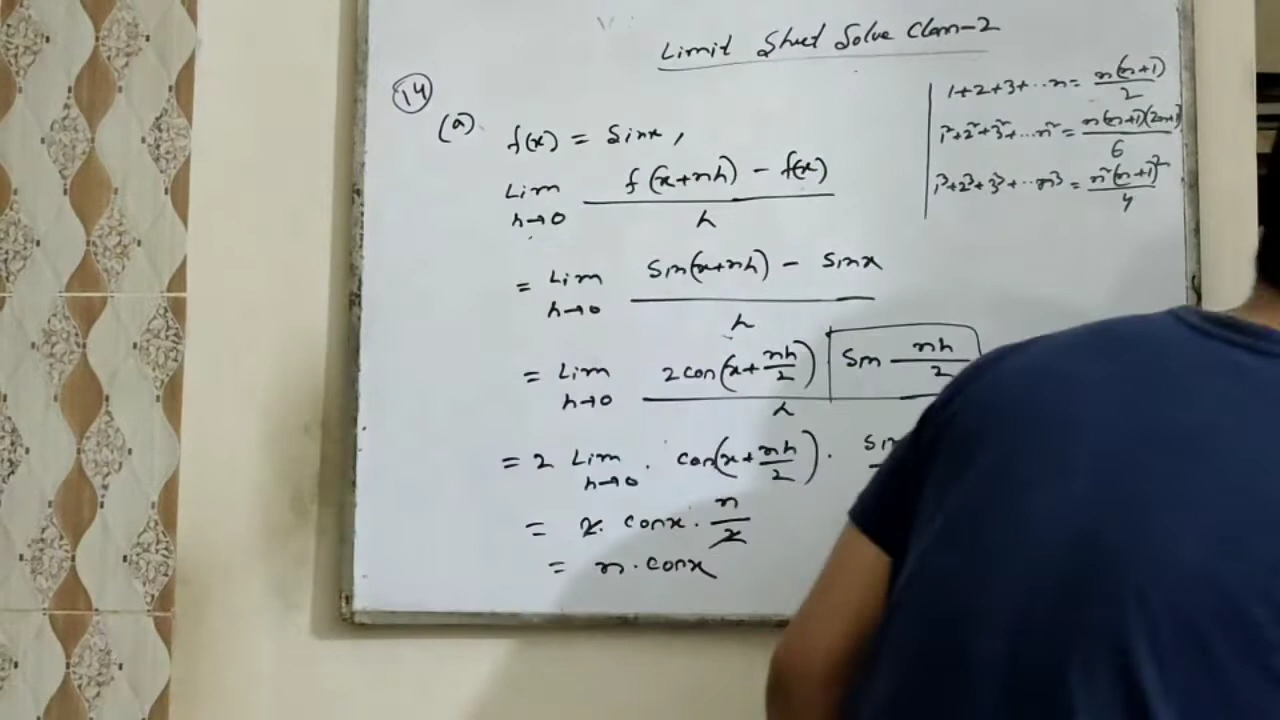 Limit Sheet Solve Class-2
14
(a) f(x) = Sinx,
Lim h→0 f(x+nh) - f(x) / h
= Lim h→0 Sin(x+nh) - Sinx / h
= Lim h→0 2cos(x+nh/2) Sin nh/2 / h
= 2 Lim h→0 . cos(x+nh/2) . Sin
= 2. cosx . n/2
= n.cosx
1+2+3+...n = n(n+1)/2
1²+2²+3²+...n² = n(n+1)(2n+1)/6
1³+2³+3³+...n³ = n²(n+1)²/4